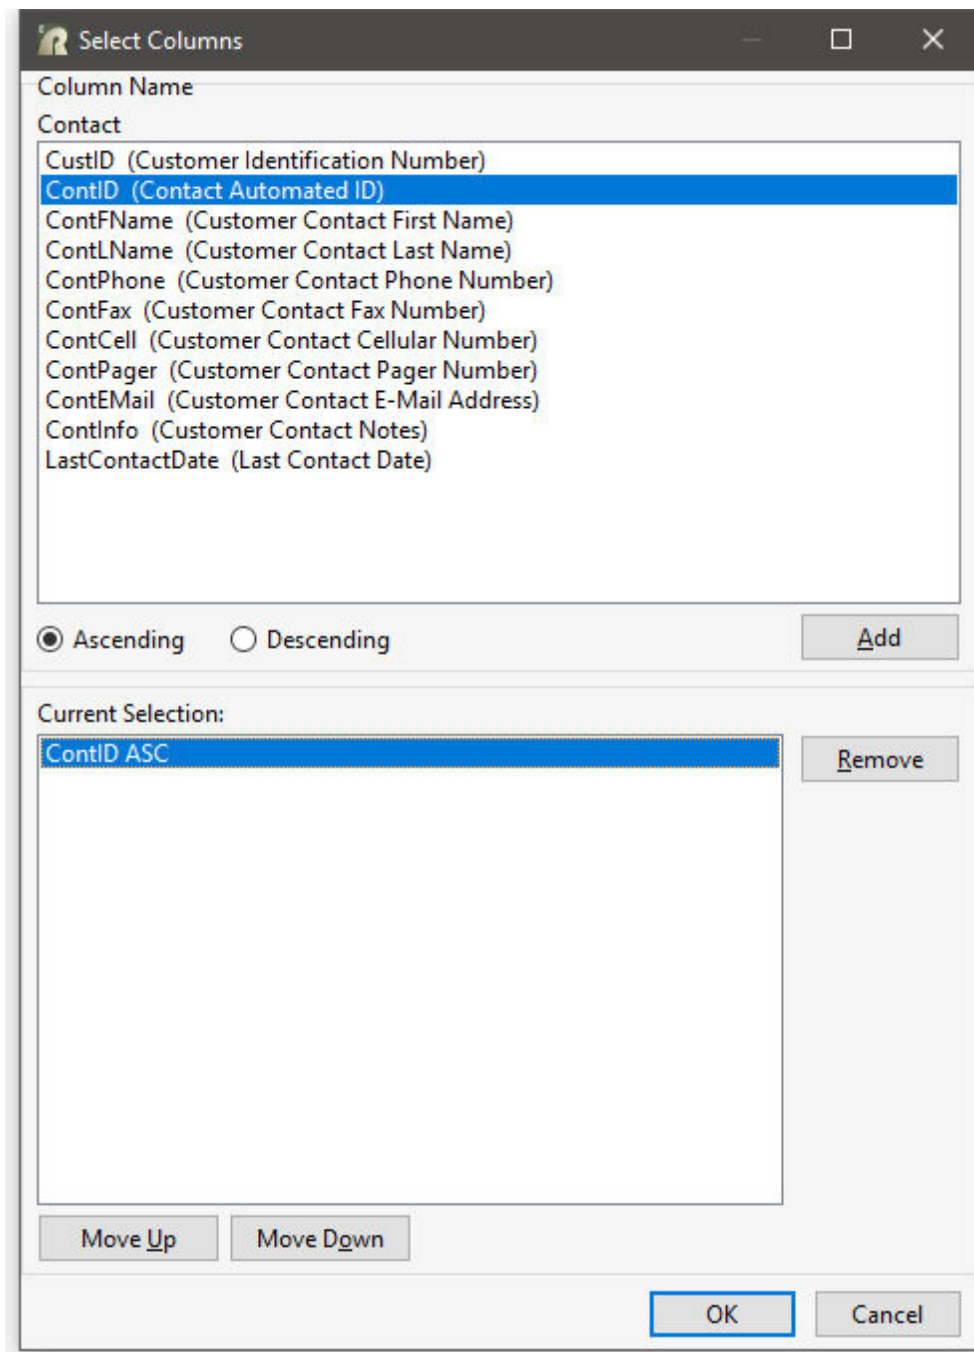 Select Columns
Column Name
Contact
CustID (Customer Identification Number)
ContID (Contact Automated ID)
ContFName (Customer Contact First Name)
ContLName (Customer Contact Last Name)
ContPhone (Customer Contact Phone Number)
ContFax (Customer Contact Fax Number)
ContCell (Customer Contact Cellular Number)
ContPager (Customer Contact Pager Number)
ContEMail (Customer Contact E-Mail Address)
ContInfo (Customer Contact Notes)
LastContactDate (Last Contact Date)
Ascending Descending Add
Current Selection:
ContID ASC
Remove
Move Up Move Down
OK Cancel